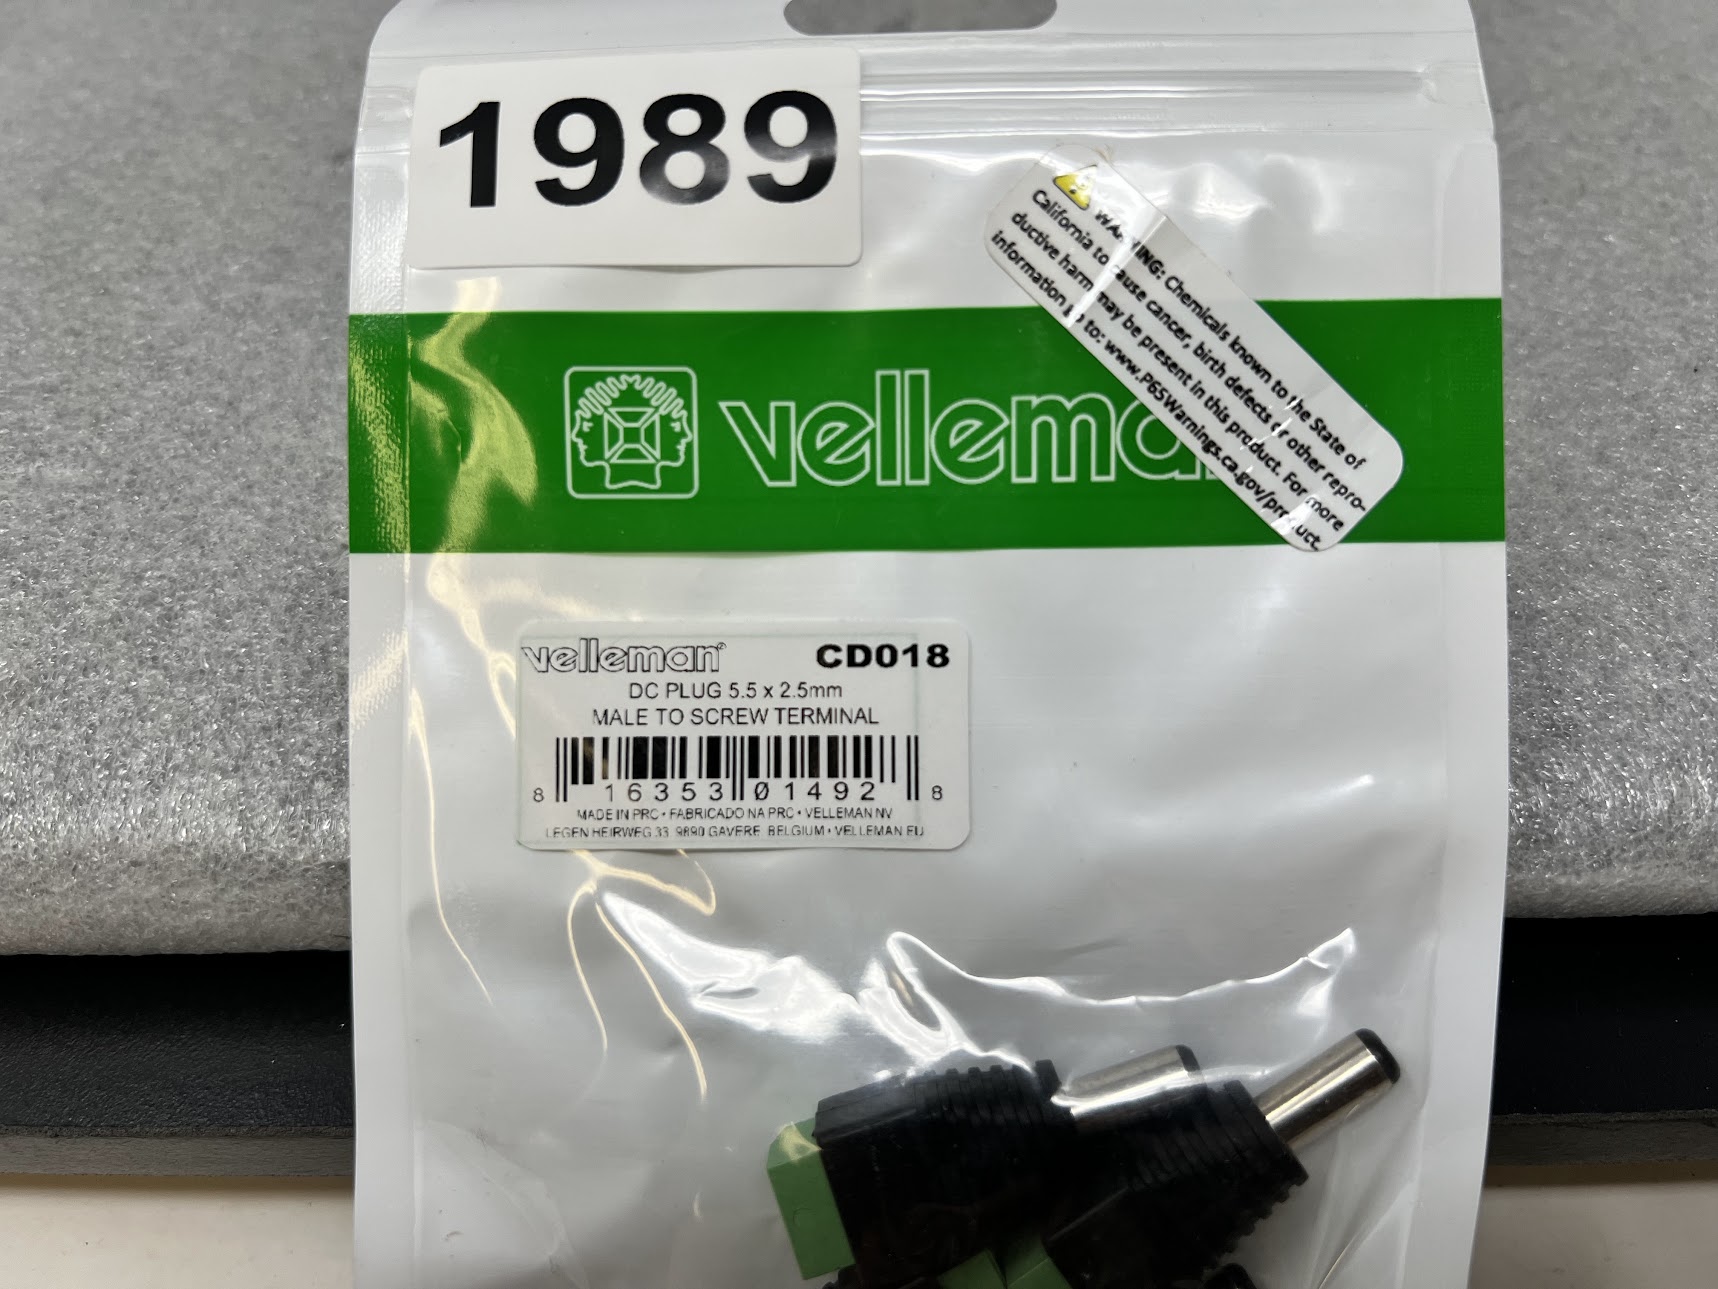 1989
WARNING: Chemicals known to the State of
California to cause cancer, birth defects or other repro-
ductive harm may be present in this product. For more
information go to: www.P65Warnings.ca.gov/product
velleman
velleman® CD018
DC PLUG 5.5 x 2.5mm
MALE TO SCREW TERMINAL
8 16353 01492 8
MADE IN PRC • FABRICADO NA PRC • VELLEMAN NV
LEGEN HEIRWEG 33, 9890 GAVERE, BELGIUM • VELLEMAN.EU